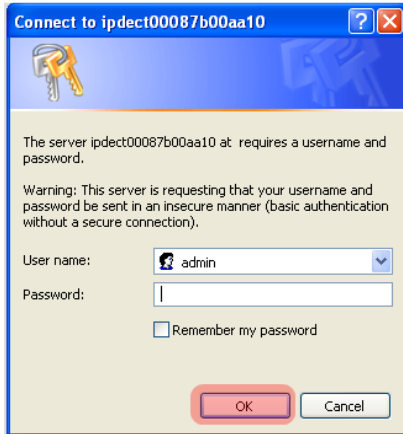 Connect to ipdect00087b00aa10
The server ipdect00087b00aa10 at  requires a username and
password.
Warning: This server is requesting that your username and
password be sent in an insecure manner (basic authentication
without a secure connection).
User name: admin
Password:
Remember my password
OK Cancel